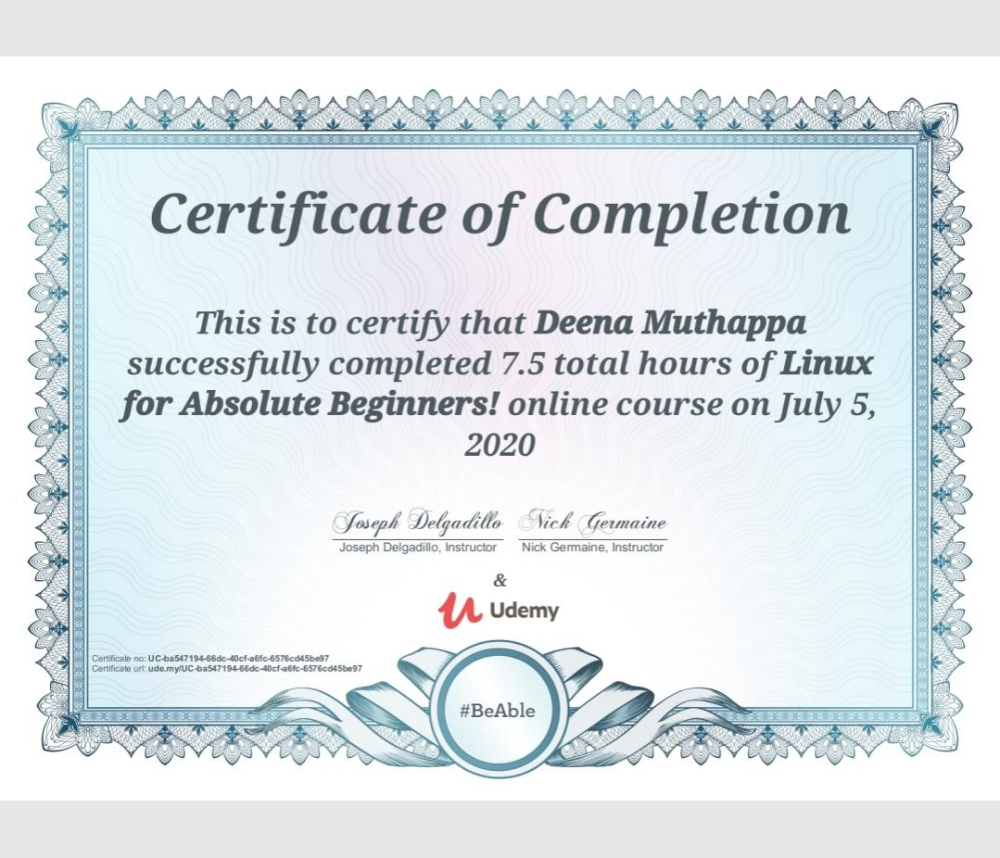 Certificate of Completion
This is to certify that Deena Muthappa
successfully completed 7.5 total hours of Linux
for Absolute Beginners! online course on July 5,
2020
Joseph Delgadillo Nick Germaine
Joseph Delgadillo, Instructor Nick Germaine, Instructor
&
Udemy
Certificate no: UC-ba547194-66dc-40cf-a6fc-6576cd45be97
Certificate url: ude.my/UC-ba547194-66dc-40cf-a6fc-6576cd45be97
#BeAble